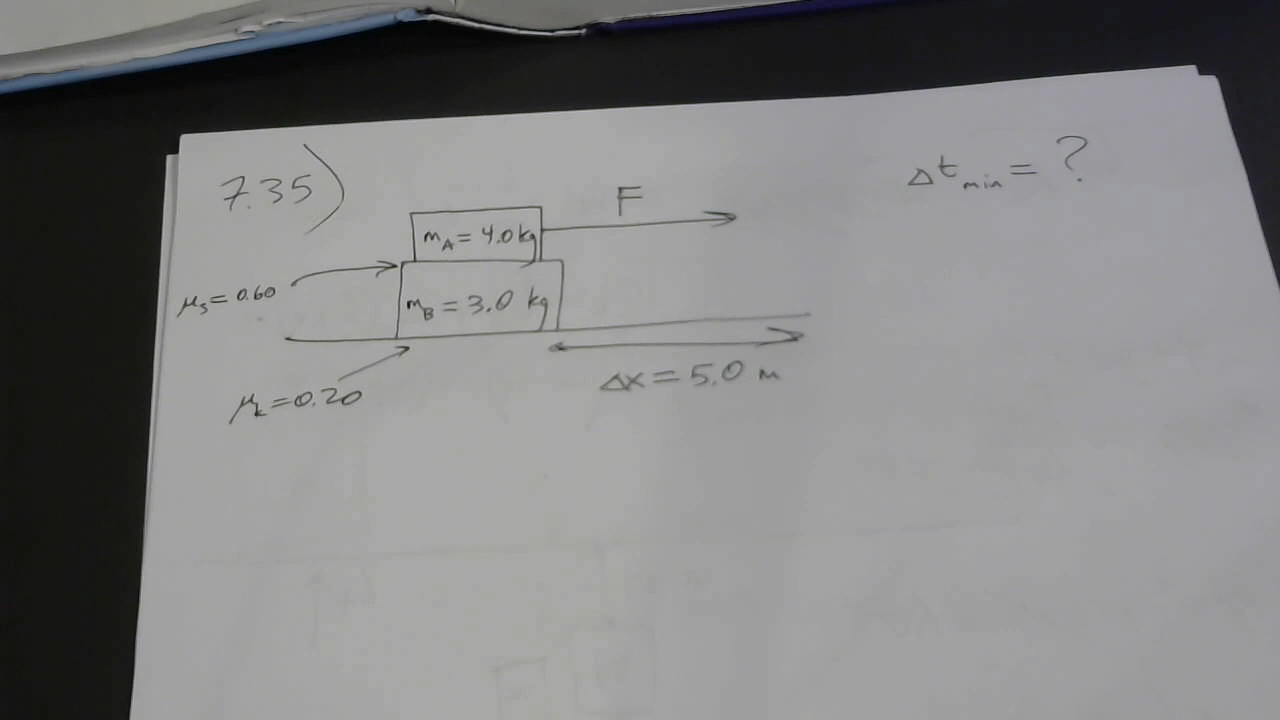 7.35)
Δt_min = ?
F
m_A = 4.0 kg
μ_s = 0.60
m_B = 3.0 kg
Δx = 5.0 m
μ_k = 0.20